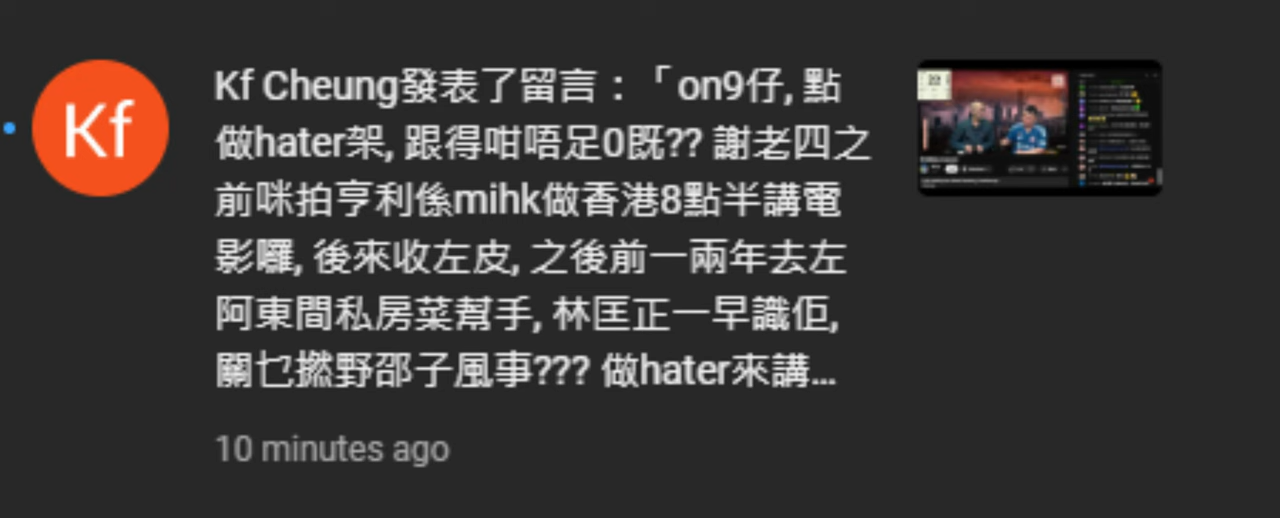 Kf
Kf Cheung發表了留言：「on9仔, 點
做hater架, 跟得咁唔足0既?? 謝老四之
前咪拍亨利係mihk做香港8點半講電
影囉, 後來收左皮, 之後前一兩年去左
阿東間私房菜幫手, 林匡正一早識佢,
關乜撚野邵子風事??? 做hater來講...
10 minutes ago